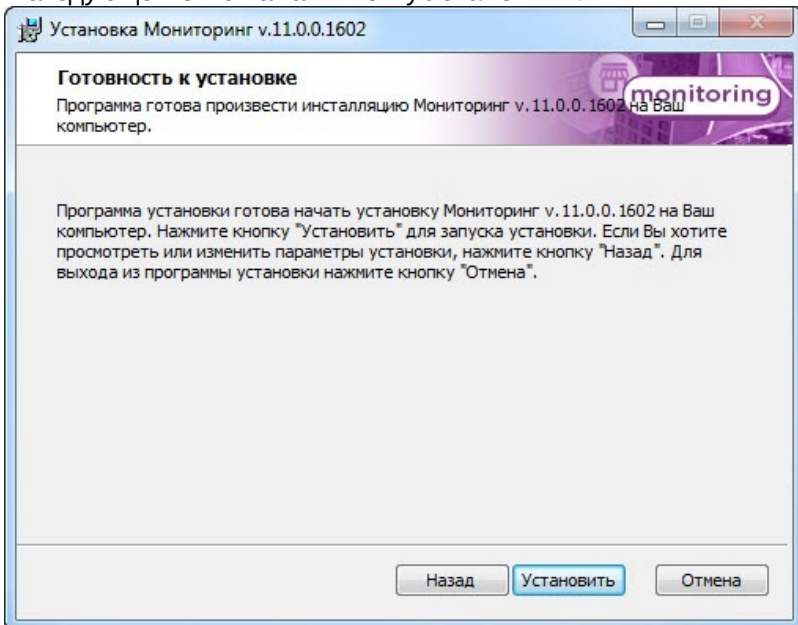 Установка Мониторинг v.11.0.0.1602
Готовность к установке
Программа готова произвести инсталляцию Мониторинг v.11.0.0.1602 на Ваш
компьютер.
monitoring
Программа установки готова начать установку Мониторинг v.11.0.0.1602 на Ваш
компьютер. Нажмите кнопку "Установить" для запуска установки. Если Вы хотите
просмотреть или изменить параметры установки, нажмите кнопку "Назад". Для
выхода из программы установки нажмите кнопку "Отмена".
Назад Установить Отмена